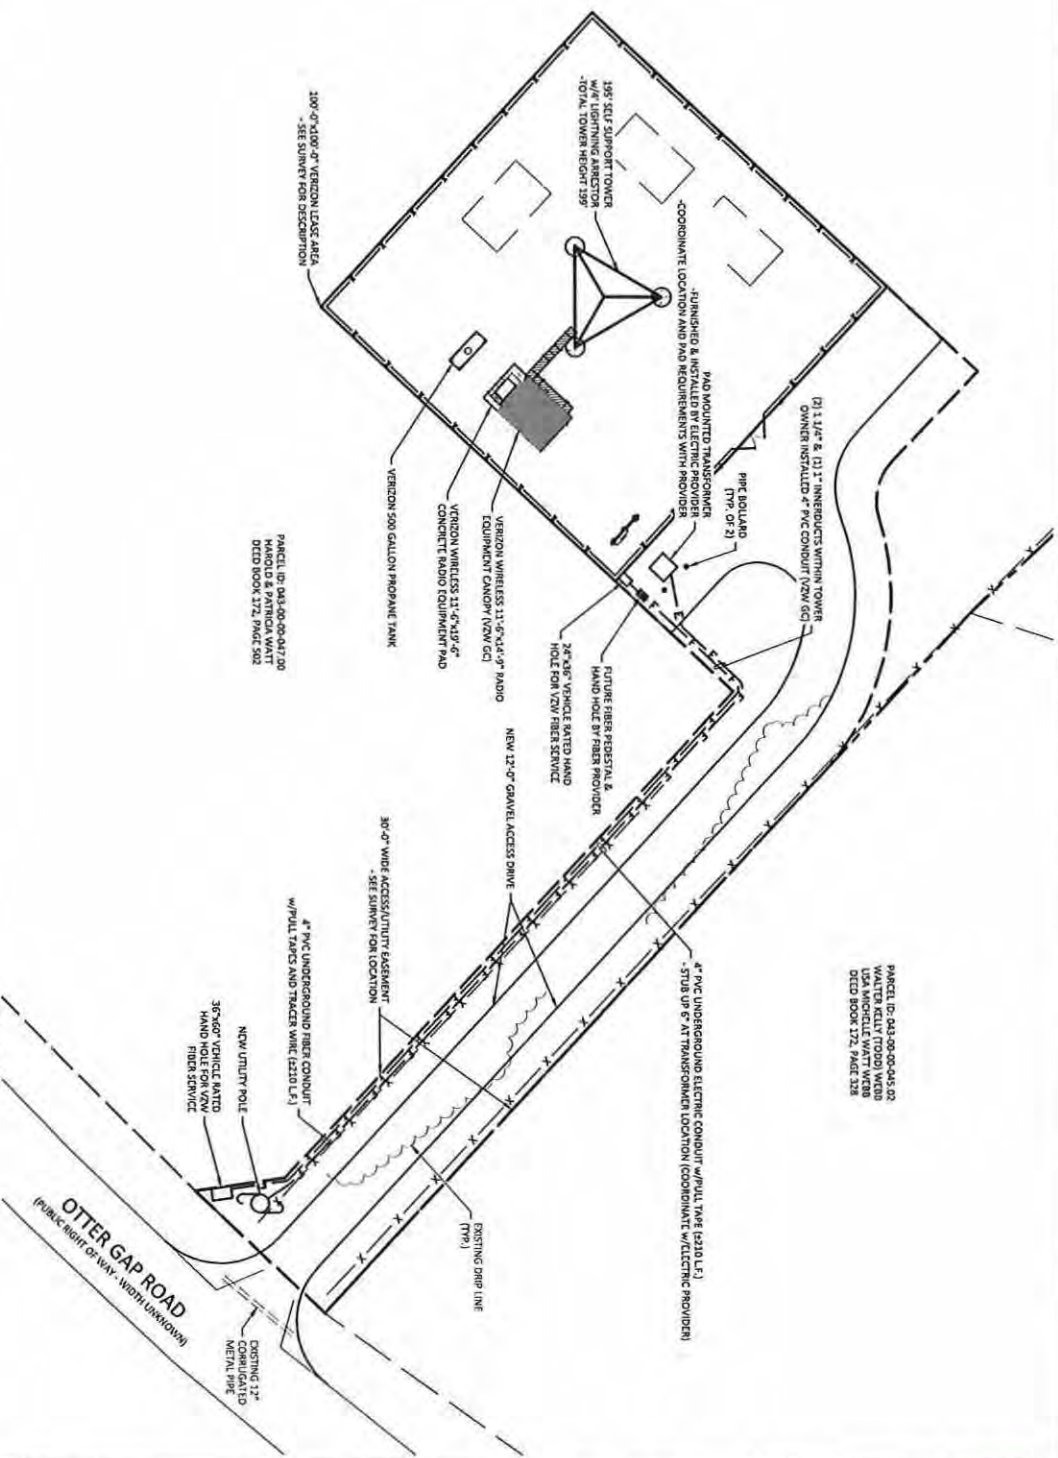 195' SELF SUPPORT TOWER
w/4' LIGHTNING ARRESTOR
-TOTAL TOWER HEIGHT 199'
PAD MOUNTED TRANSFORMER
-FURNISHED & INSTALLED BY ELECTRIC PROVIDER
-COORDINATE LOCATION AND PAD REQUIREMENTS WITH PROVIDER
(2) 1 1/4" & (1) 1" INNERDUCTS WITHIN TOWER
OWNER INSTALLED 4" PVC CONDUIT (VZW GC)
PIPE BOLLARD
(TYP. OF 2)
100'-0"x100'-0" VERIZON LEASE AREA
- SEE SURVEY FOR DESCRIPTION
VERIZON 500 GALLON PROPANE TANK
VERIZON WIRELESS 11'-6"x19'-6"
CONCRETE RADIO EQUIPMENT PAD
VERIZON WIRELESS 11'-6"x14'-9" RADIO
EQUIPMENT CANOPY (VZW GC)
24"x36" VEHICLE RATED HAND
HOLE FOR VZW FIBER SERVICE
FUTURE FIBER PEDESTAL &
HAND HOLE BY FIBER PROVIDER
PARCEL ID: 043-00-00-047.00
HAROLD & PATRICIA WATT
DEED BOOK 172, PAGE 502
NEW 12'-0" GRAVEL ACCESS DRIVE
30'-0" WIDE ACCESS/UTILITY EASEMENT
- SEE SURVEY FOR LOCATION
4" PVC UNDERGROUND FIBER CONDUIT
w/PULL TAPES AND TRACER WIRE (±210 L.F.)
PARCEL ID: 043-00-00-045.02
WALTER KELLY (TODD) WEBB
LISA MICHELLE WATT WEBB
DEED BOOK 172, PAGE 328
4" PVC UNDERGROUND ELECTRIC CONDUIT w/PULL TAPE (±210 L.F.)
- STUB UP 6" AT TRANSFORMER LOCATION (COORDINATE w/ELECTRIC PROVIDER)
NEW UTILITY POLE
36"x60" VEHICLE RATED
HAND HOLE FOR VZW
FIBER SERVICE
EXISTING DRIP LINE
(TYP.)
OTTER GAP ROAD
(PUBLIC RIGHT OF WAY - WIDTH UNKNOWN)
EXISTING 12"
CORRUGATED
METAL PIPE